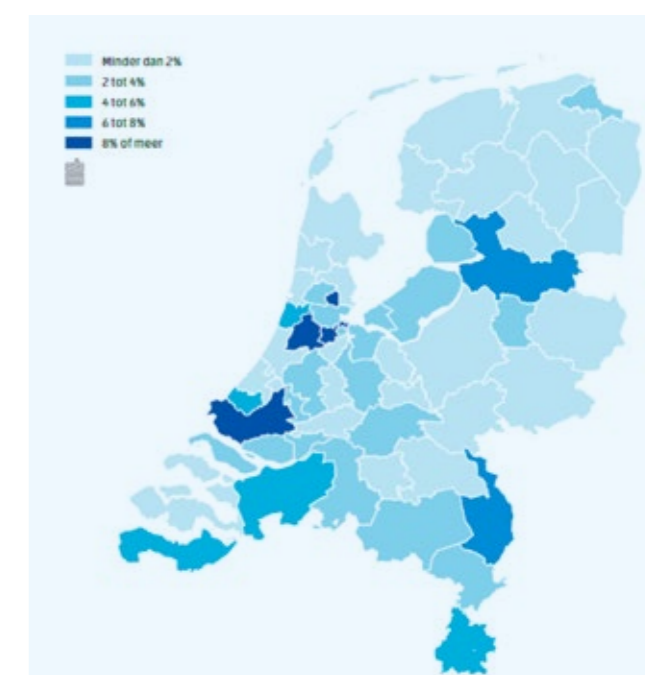 Minder dan 2%
2 tot 4%
4 tot 6%
6 tot 8%
8% of meer